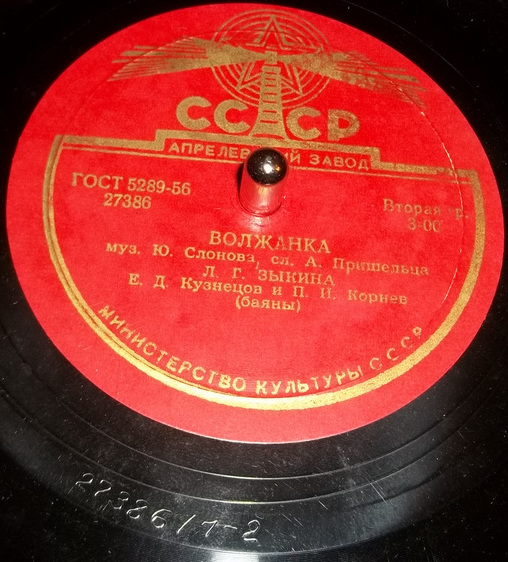 СССР
АПРЕЛЕВСКИЙ ЗАВОД
ГОСТ 5289-56
27386
Вторая гр.
3-00
ВОЛЖАНКА
муз. Ю. Слонова, сл. А. Пришельца
Л. Г. ЗЫКИНА
Е. Д. Кузнецов и П. И. Корнев
(баяны)
МИНИСТЕРСТВО КУЛЬТУРЫ СССР
27386/1-2